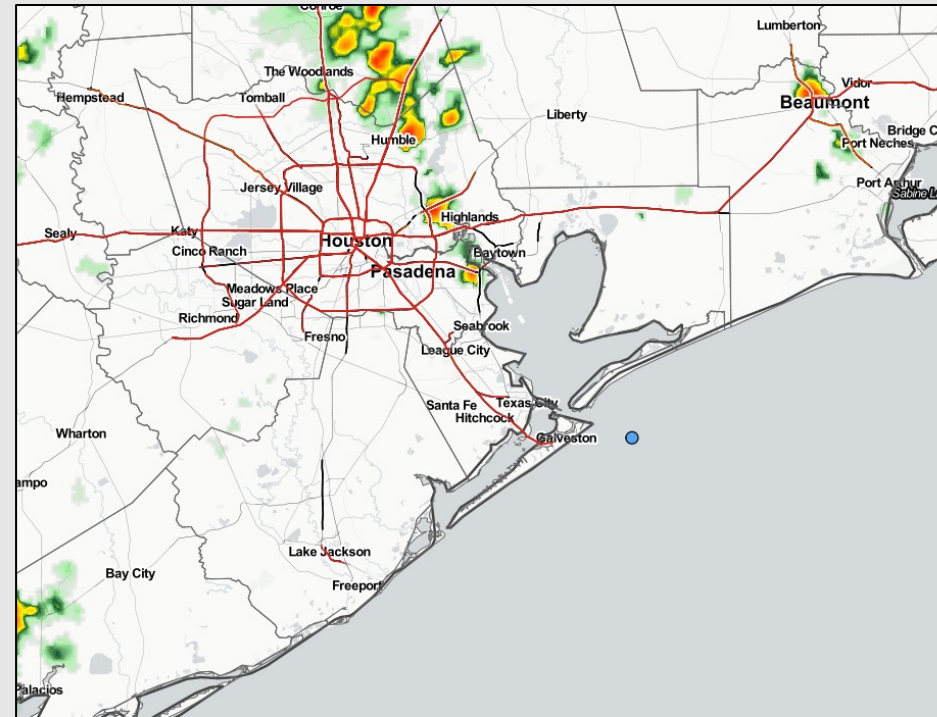 Conroe
Lumberton
The Woodlands
Vidor
Hempstead
Tomball
Beaumont
Liberty
Bridge C
Humble
Port Neches
Port Arthur
Jersey Village
Sabine L
Highlands
Sealy
Katy
Houston
Cinco Ranch
Baytown
Pasadena
Meadows Place
Sugar Land
Richmond
Seabrook
Fresno
League City
Santa Fe
Texas City
Hitchcock
Wharton
Galveston
ampo
Lake Jackson
Bay City
Freeport
Palacios